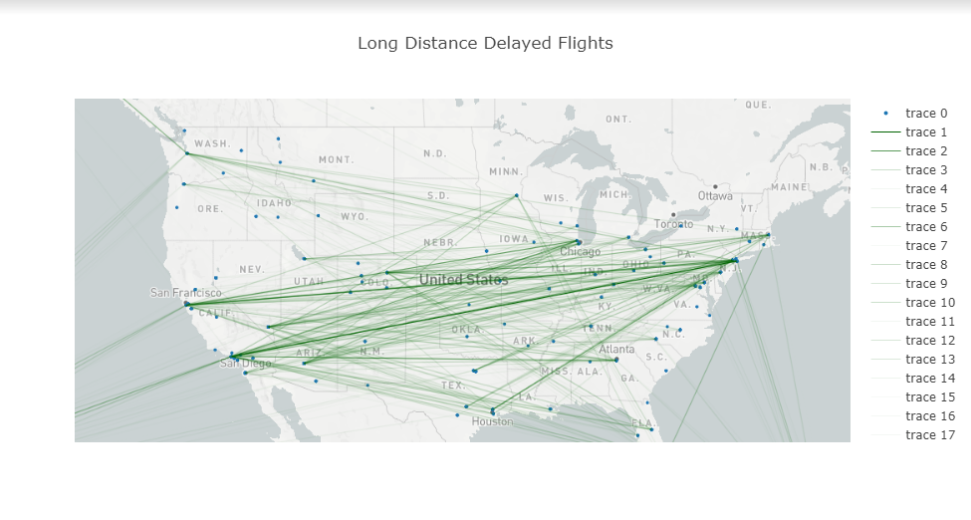 Long Distance Delayed Flights
QUE.
ONT.
WASH.
MONT.
N.D.
MINN.
N.B.
P
MAINE
Ottawa
S.D.
WIS.
MICH.
VT.
ORE.
IDAHO
WYO.
Toronto
N.Y.
MASS.
NEBR.
IOWA
Chicago
PA.
NEV.
UTAH
COLO.
United States
ILL.
IND.
OHIO
N.J.
MD.
San Francisco
W.VA.
CALIF.
KY.
VA.
OKLA.
TENN.
N.C.
ARIZ.
N.M.
ARK.
Atlanta
San Diego
S.C.
MISS.
ALA.
GA.
TEX.
LA.
Houston
FLA.
trace 0
trace 1
trace 2
trace 3
trace 4
trace 5
trace 6
trace 7
trace 8
trace 9
trace 10
trace 11
trace 12
trace 13
trace 14
trace 15
trace 16
trace 17